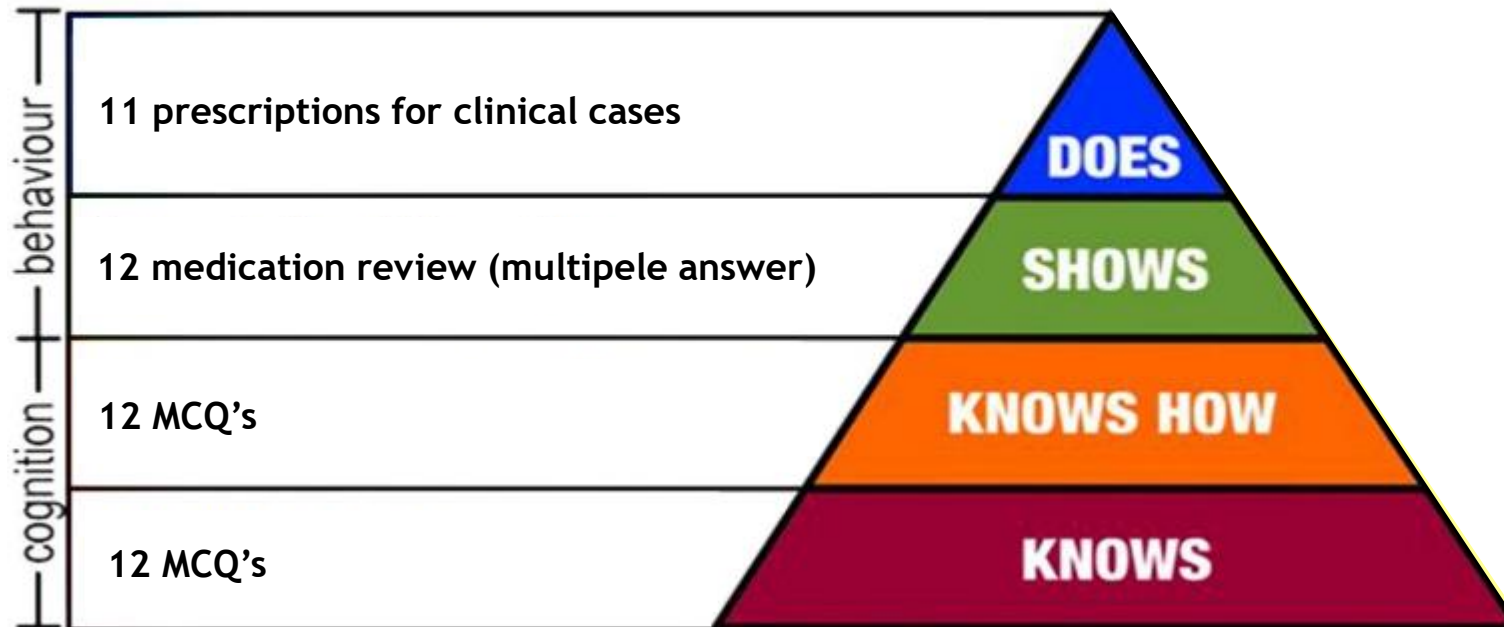 behaviour
cognition
11 prescriptions for clinical cases
DOES
12 medication review (multipele answer)
SHOWS
12 MCQ’s
KNOWS HOW
12 MCQ’s
KNOWS